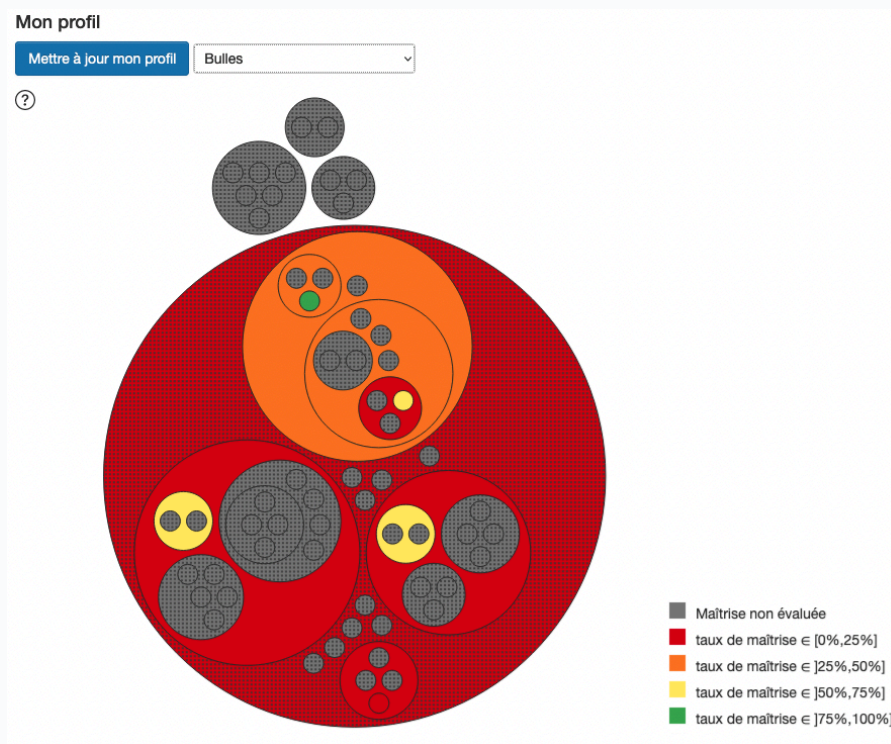 Mon profil
Mettre à jour mon profil
Bulles
?
Maîtrise non évaluée
taux de maîtrise ∈ [0%,25%]
taux de maîtrise ∈ ]25%,50%]
taux de maîtrise ∈ ]50%,75%]
taux de maîtrise ∈ ]75%,100%]